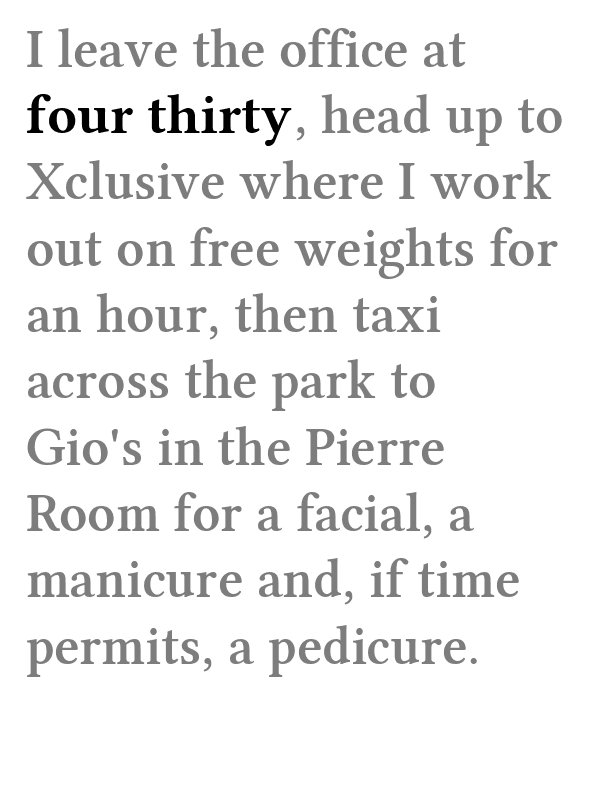 I leave the office at
four thirty, head up to
Xclusive where I work
out on free weights for
an hour, then taxi
across the park to
Gio's in the Pierre
Room for a facial, a
manicure and, if time
permits, a pedicure.